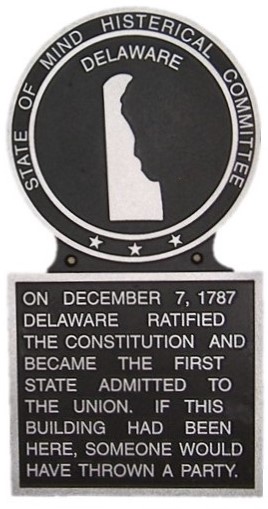 STATE OF MIND HISTERICAL COMMITTEE
DELAWARE
ON DECEMBER 7, 1787
DELAWARE RATIFIED
THE CONSTITUTION AND
BECAME THE FIRST
STATE ADMITTED TO
THE UNION. IF THIS
BUILDING HAD BEEN
HERE, SOMEONE WOULD
HAVE THROWN A PARTY.